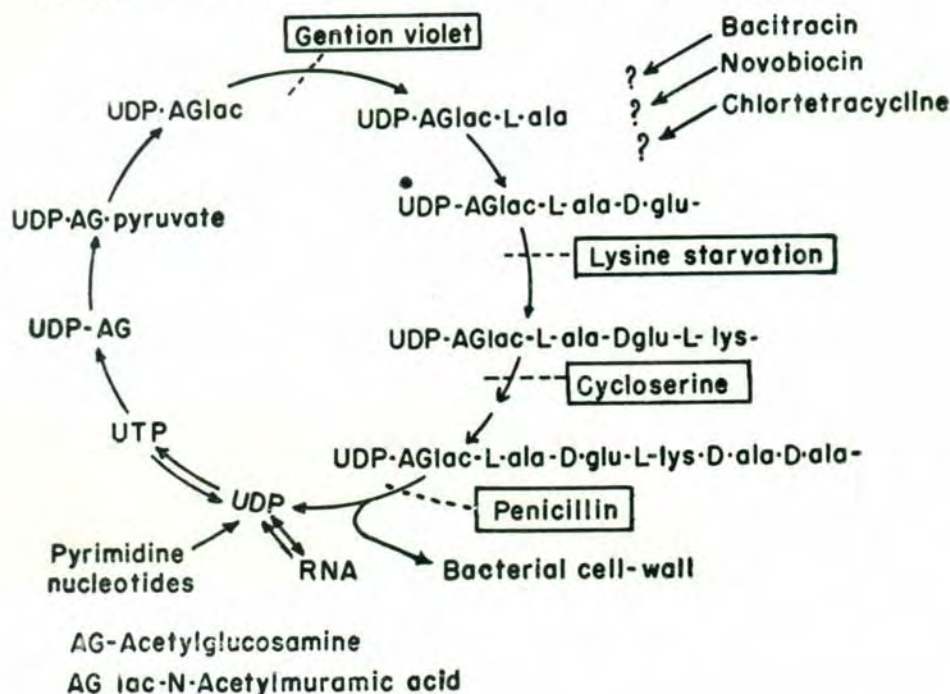 Gention violet
Bacitracin
? Novobiocin
? Chlortetracycline
?
UDP·AGlac
UDP·AGlac·L·ala
UDP-AGlac-L-ala-D·glu-
UDP·AG·pyruvate
Lysine starvation
UDP-AG
UDP-AGlac-L-ala-Dglu-L-lys-
Cycloserine
UTP
UDP·AGlac-L-ala-D·glu-L-lys·D·ala·D·ala-
UDP
Penicillin
Pyrimidine
nucleotides
RNA
Bacterial cell-wall
AG-Acetylglucosamine
AG lac-N-Acetylmuramic acid